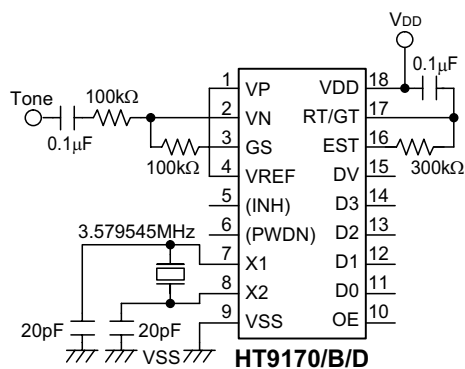 VDD
0.1µF
Tone
0.1µF
100kΩ
100kΩ
1 VP
2 VN
3 GS
4 VREF
5 (INH)
6 (PWDN)
7 X1
8 X2
9 VSS
VDD 18
RT/GT 17
EST 16
DV 15
D3 14
D2 13
D1 12
D0 11
OE 10
300kΩ
3.579545MHz
20pF
20pF
VSS
HT9170/B/D